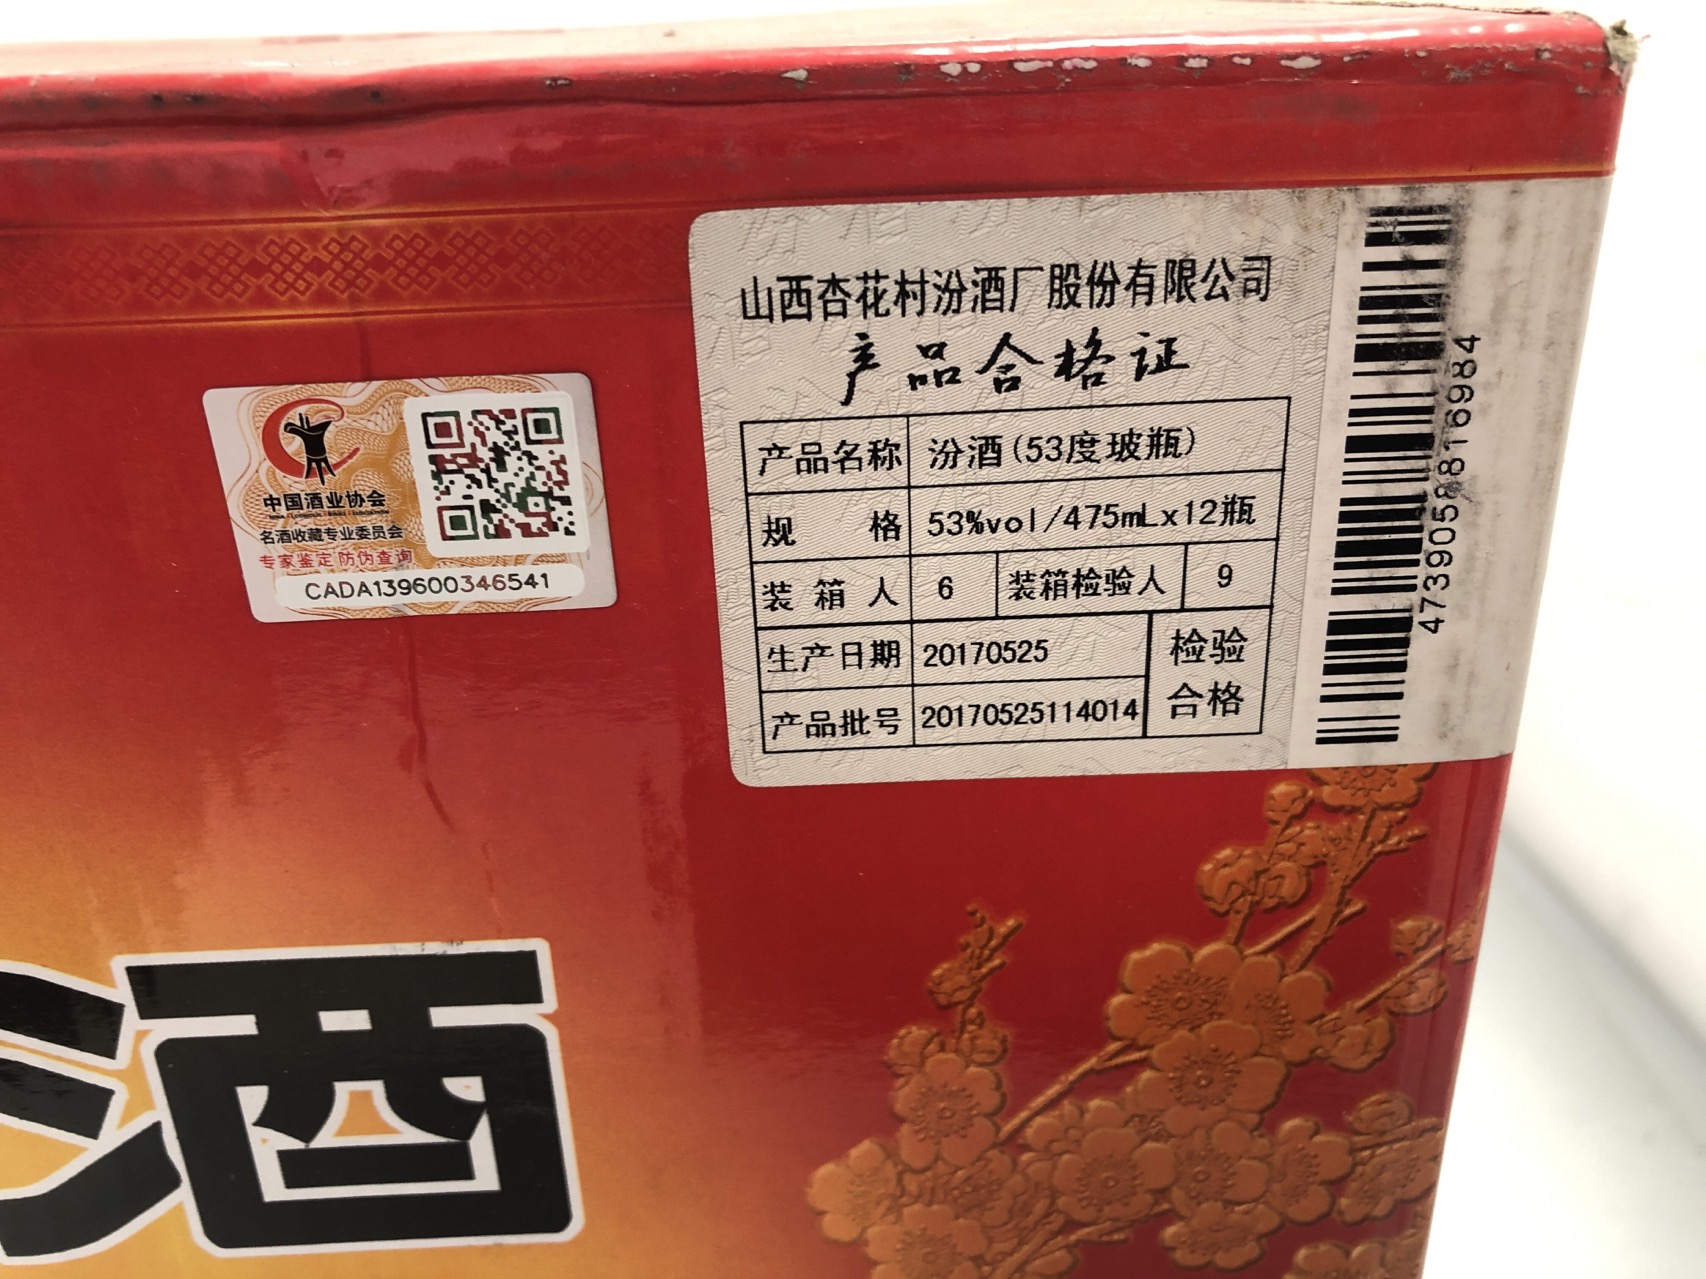 山西杏花村汾酒厂股份有限公司
产品合格证
产品名称 汾酒(53度玻瓶)
规格 53%vol/475mLx12瓶
装箱人 6 装箱检验人 9
生产日期 20170525
检验合格
产品批号 20170525114014
4739058816984
中国酒业协会
名酒收藏专业委员会
专家鉴定 防伪查询
CADA139600346541
酒